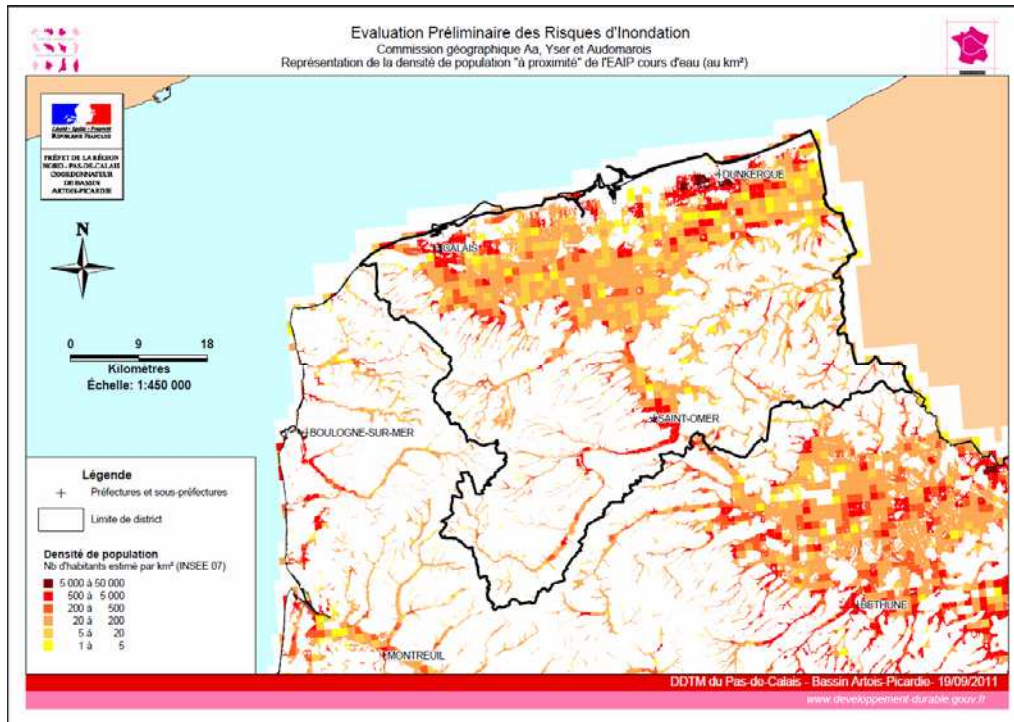 Evaluation Préliminaire des Risques d'Inondation
Commission géographique Aa, Yser et Audomarois
Représentation de la densité de population "à proximité" de l'EAIP cours d'eau (au km²)
Liberté • Égalité • Fraternité
RÉPUBLIQUE FRANÇAISE
PRÉFET DE LA RÉGION
NORD - PAS-DE-CALAIS
COORDONNATEUR
DE BASSIN
ARTOIS-PICARDIE
N
0 9 18
Kilomètres
Échelle: 1:450 000
DUNKERQUE
CALAIS
SAINT-OMER
BOULOGNE-SUR-MER
BETHUNE
MONTREUIL
Légende
Préfectures et sous-préfectures
Limite de district
Densité de population
Nb d'habitants estimé par km² (INSEE 07)
5 000 à 50 000
500 à 5 000
200 à 500
20 à 200
5 à 20
1 à 5
DDTM du Pas-de-Calais - Bassin Artois-Picardie- 19/09/2011
www.developpement-durable.gouv.fr